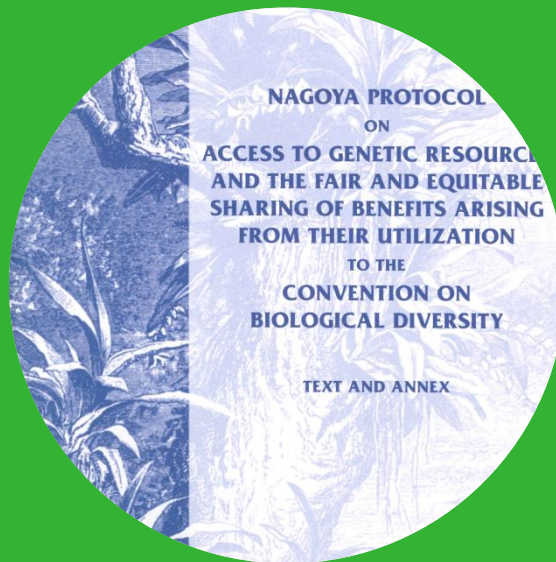 NAGOYA PROTOCOL
ON
ACCESS TO GENETIC RESOURCE
AND THE FAIR AND EQUITABLE
SHARING OF BENEFITS ARISING
FROM THEIR UTILIZATION
TO THE
CONVENTION ON
BIOLOGICAL DIVERSITY
TEXT AND ANNEX